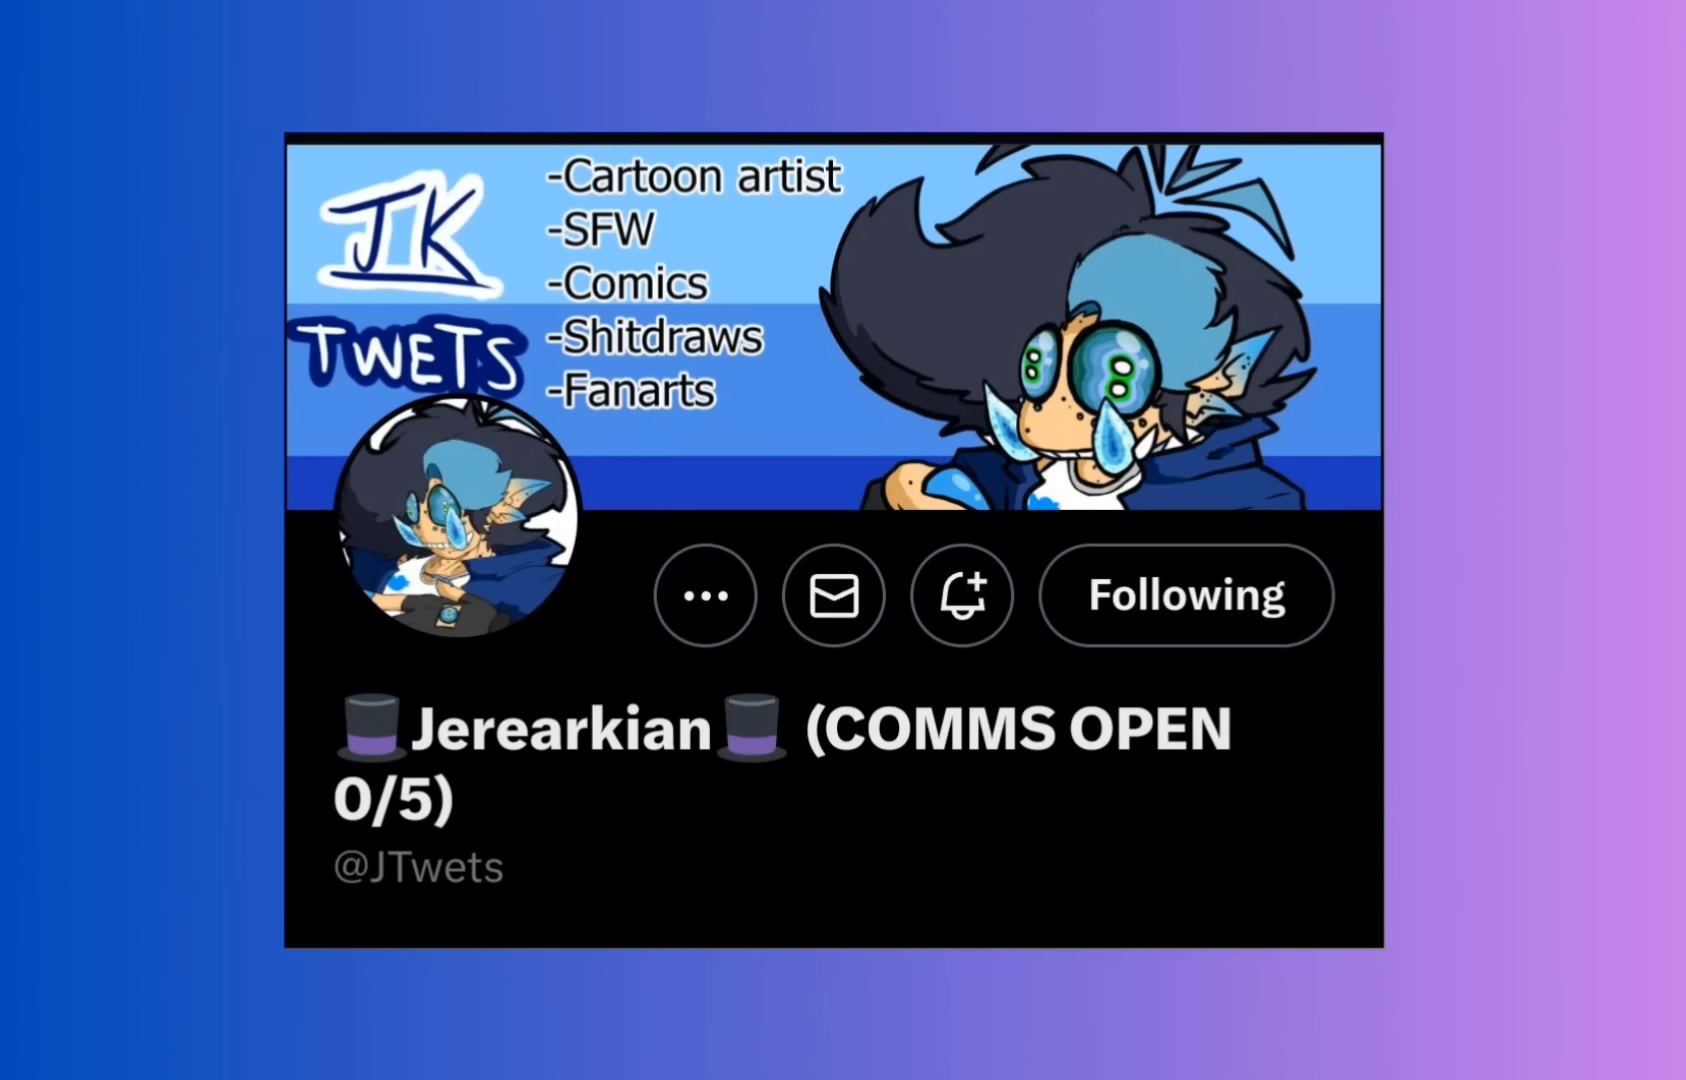 JK
TWETS
-Cartoon artist
-SFW
-Comics
-Shitdraws
-Fanarts
Following
🎩Jerearkian🎩 (COMMS OPEN
0/5)
@JTwets